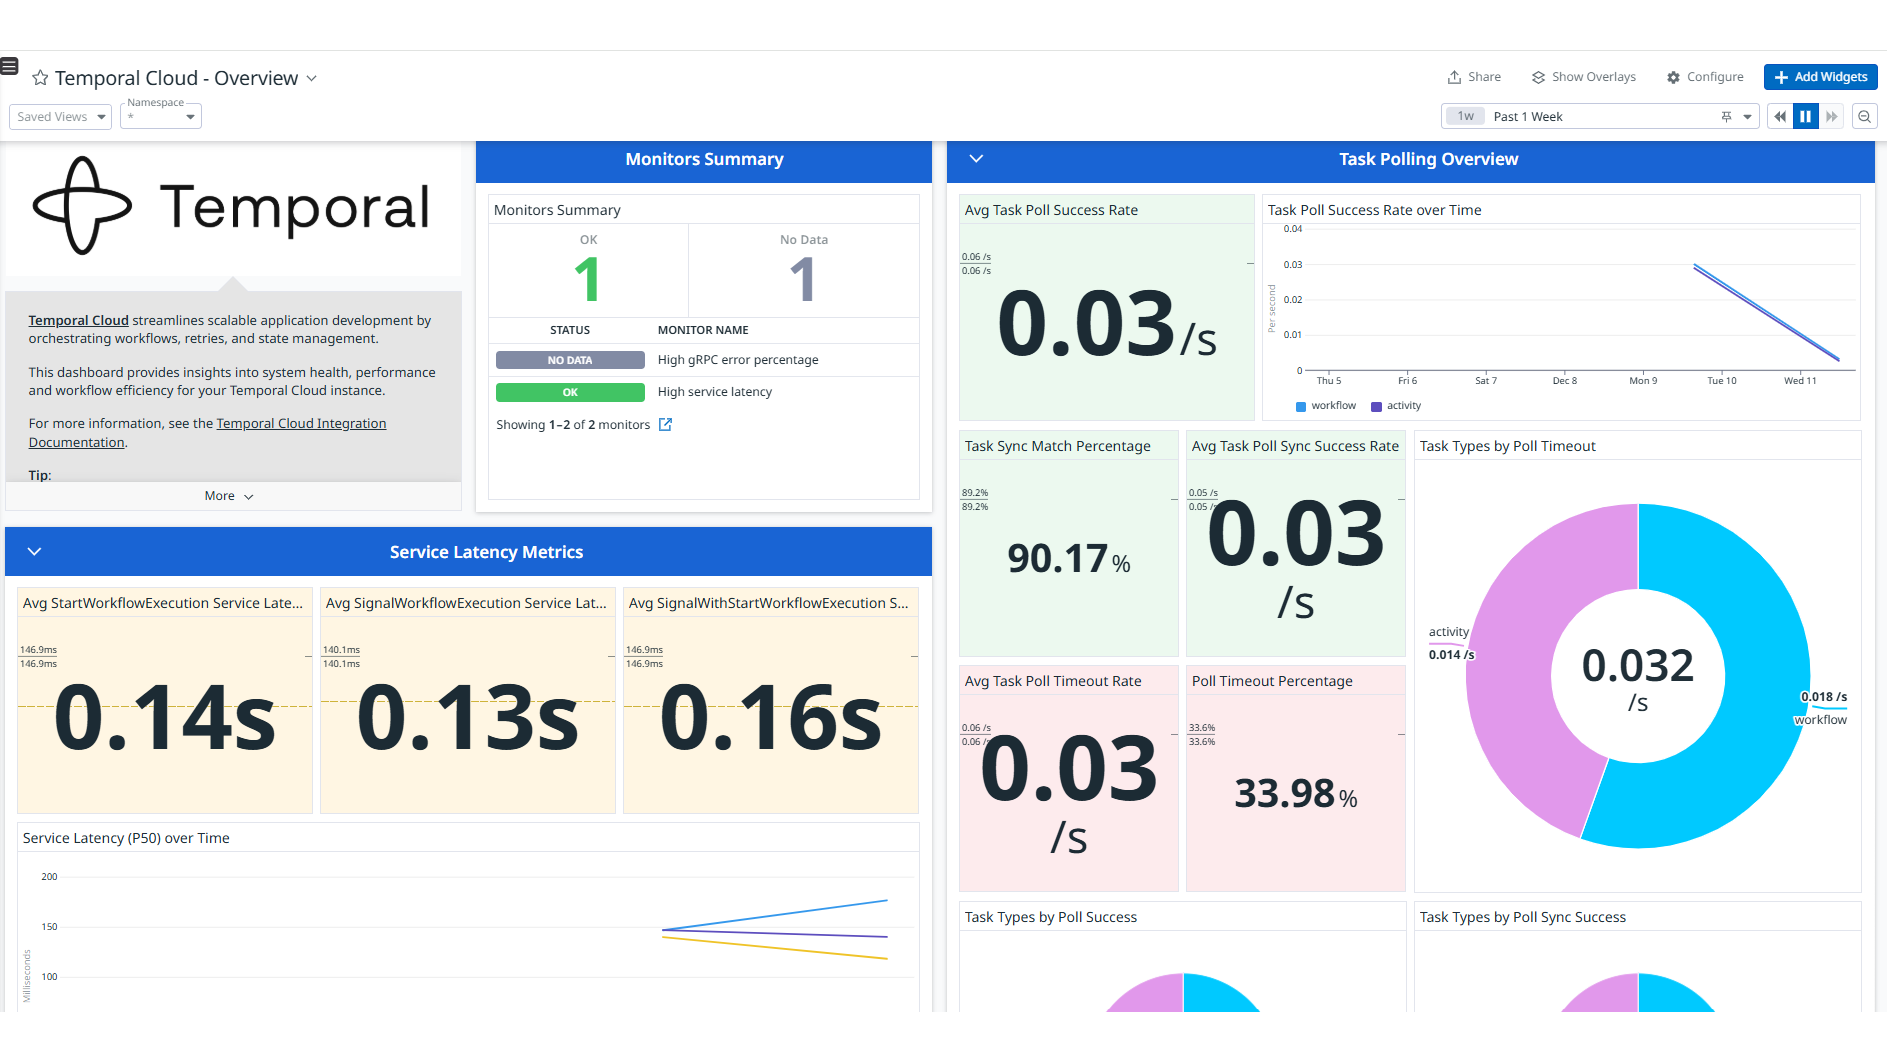 Temporal Cloud - Overview
Share
Show Overlays
Configure
Add Widgets
Saved Views
Namespace
*
1w
Past 1 Week
Temporal
Temporal Cloud streamlines scalable application development by
orchestrating workflows, retries, and state management.
This dashboard provides insights into system health, performance
and workflow efficiency for your Temporal Cloud instance.
For more information, see the Temporal Cloud Integration
Documentation.
Tip:
More
Monitors Summary
Monitors Summary
OK
1
No Data
1
STATUS
MONITOR NAME
NO DATA
High gRPC error percentage
OK
High service latency
Showing 1–2 of 2 monitors
Service Latency Metrics
Avg StartWorkflowExecution Service Late...
146.9ms
146.9ms
0.14s
Avg SignalWorkflowExecution Service Lat...
140.1ms
140.1ms
0.13s
Avg SignalWithStartWorkflowExecution S...
146.9ms
146.9ms
0.16s
Service Latency (P50) over Time
200
150
100
Milliseconds
Task Polling Overview
Avg Task Poll Success Rate
0.06 /s
0.06 /s
0.03/s
Task Poll Success Rate over Time
0.04
0.03
0.02
0.01
0
Per second
Thu 5
Fri 6
Sat 7
Dec 8
Mon 9
Tue 10
Wed 11
workflow
activity
Task Sync Match Percentage
89.2%
89.2%
90.17%
Avg Task Poll Sync Success Rate
0.05 /s
0.05 /s
0.03
/s
Task Types by Poll Timeout
activity
0.014 /s
0.032
/s
0.018 /s
workflow
Avg Task Poll Timeout Rate
0.06 /s
0.06 /s
0.03
/s
Poll Timeout Percentage
33.6%
33.6%
33.98%
Task Types by Poll Success
Task Types by Poll Sync Success